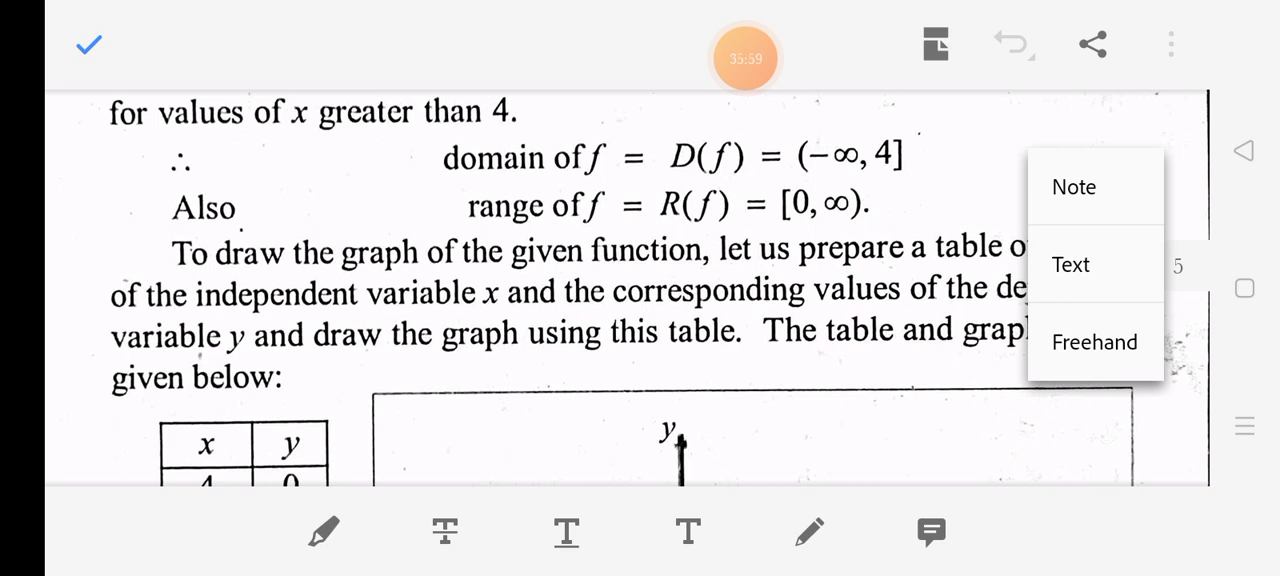 35:59
for values of x greater than 4.
∴ domain of f = D(f) = (−∞, 4]
Also range of f = R(f) = [0, ∞).
To draw the graph of the given function, let us prepare a table o
of the independent variable x and the corresponding values of the de
variable y and draw the graph using this table. The table and grap
given below:
x y
4 0
y
Note
Text
Freehand
5